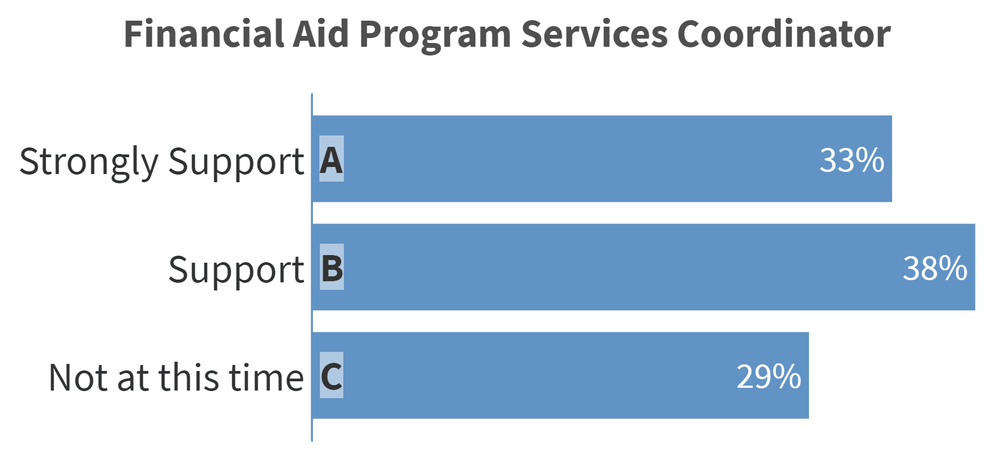 Financial Aid Program Services Coordinator
Strongly Support A 33%
Support B 38%
Not at this time C 29%